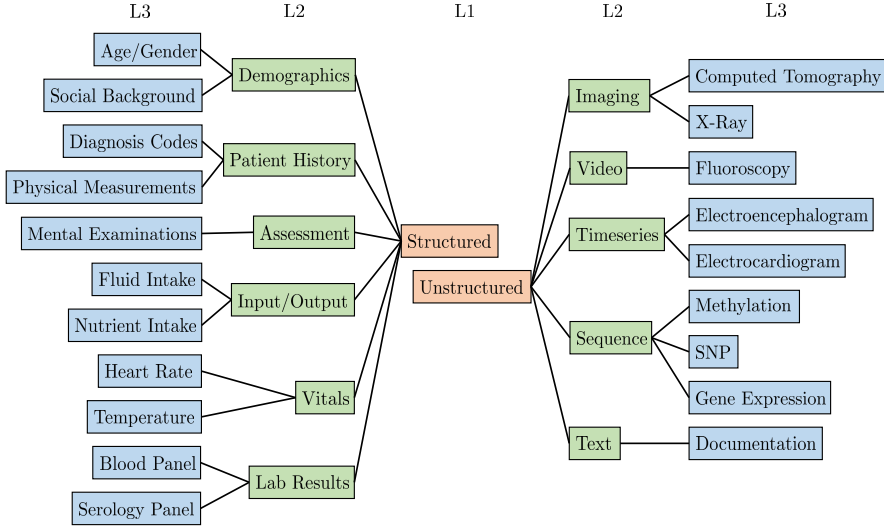 L3
L2
L1
L2
L3
Age/Gender
Social Background
Diagnosis Codes
Physical Measurements
Mental Examinations
Fluid Intake
Nutrient Intake
Heart Rate
Temperature
Blood Panel
Serology Panel
Demographics
Patient History
Assessment
Input/Output
Vitals
Lab Results
Structured
Unstructured
Imaging
Video
Timeseries
Sequence
Text
Computed Tomography
X-Ray
Fluoroscopy
Electroencephalogram
Electrocardiogram
Methylation
SNP
Gene Expression
Documentation